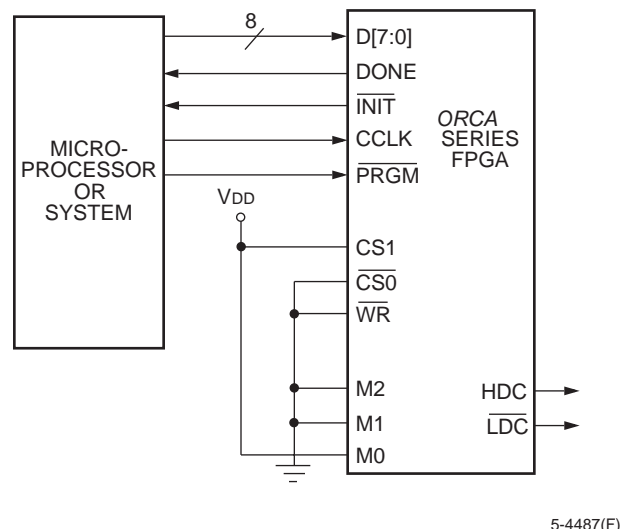 MICRO-
PROCESSOR
OR
SYSTEM
8
VDD
D[7:0]
DONE
INIT
CCLK
PRGM
CS1
CS0
WR
M2
M1
M0
ORCA
SERIES
FPGA
HDC
LDC
5-4487(F)